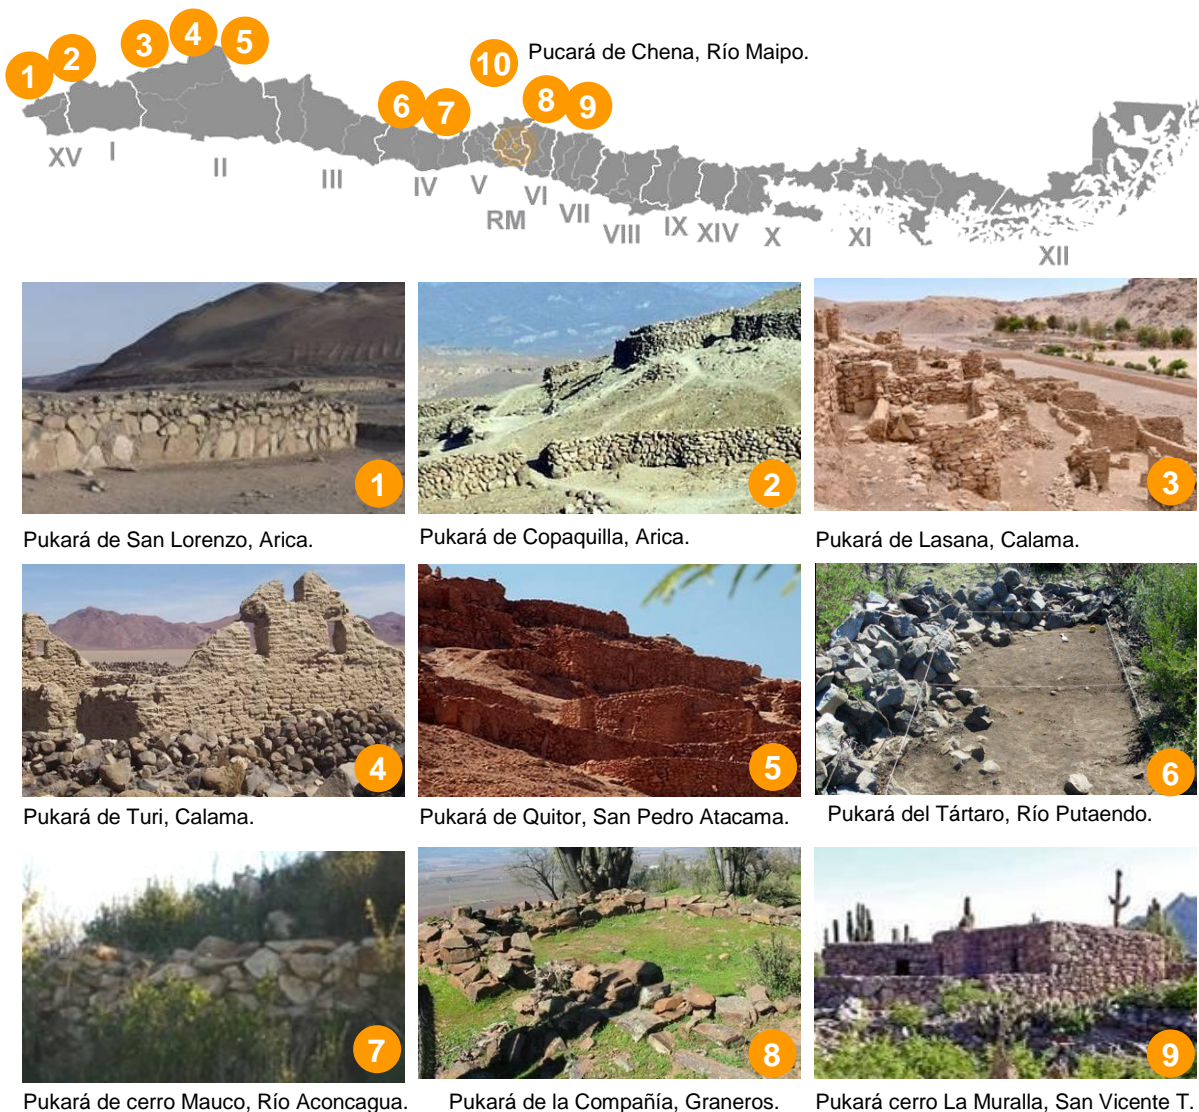 1
2
3
4
5
10
Pucará de Chena, Río Maipo.
6
7
8
9
XV
I
II
III
IV
V
RM
VI
VII
VIII
IX
XIV
X
XI
XII
1
2
3
Pukará de San Lorenzo, Arica.
Pukará de Copaquilla, Arica.
Pukará de Lasana, Calama.
4
5
6
Pukará de Turi, Calama.
Pukará de Quitor, San Pedro Atacama.
Pukará del Tártaro, Río Putaendo.
7
8
9
Pukará de cerro Mauco, Río Aconcagua.
Pukará de la Compañía, Graneros.
Pukará cerro La Muralla, San Vicente T.